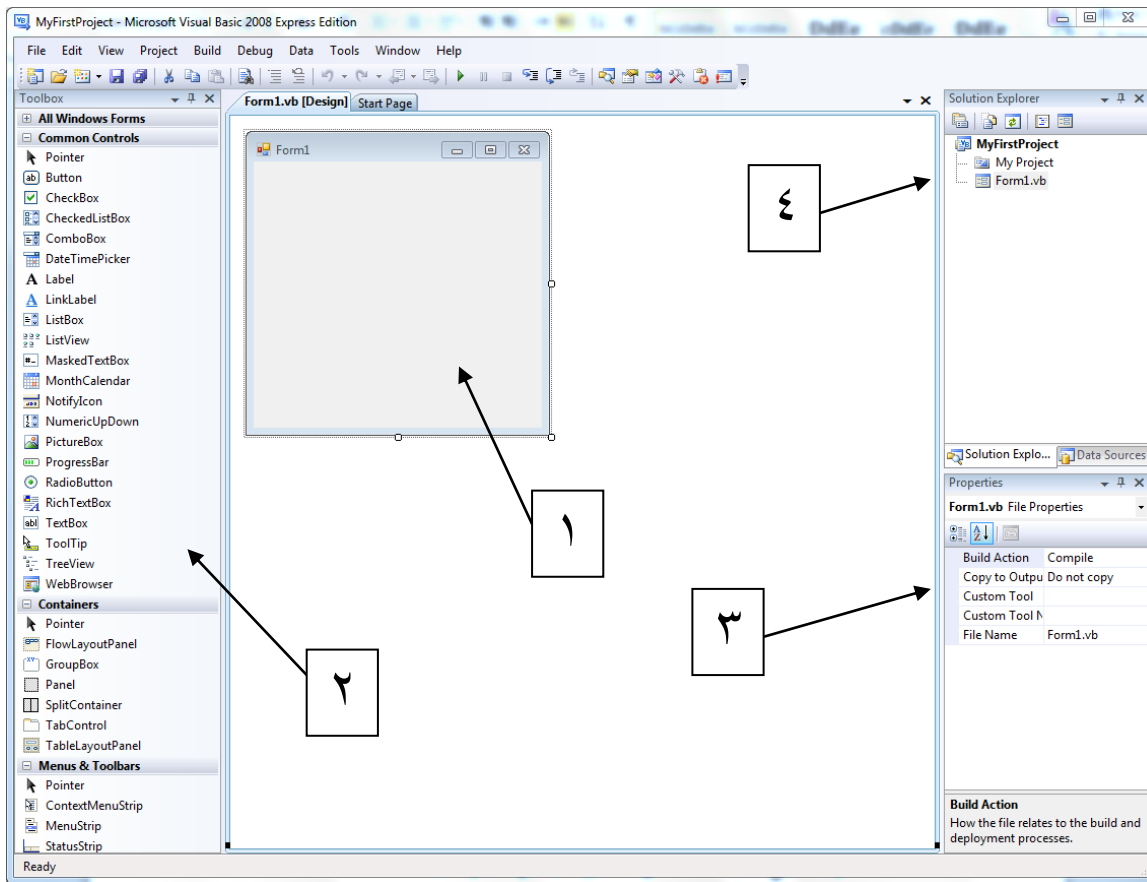 MyFirstProject - Microsoft Visual Basic 2008 Express Edition
File Edit View Project Build Debug Data Tools Window Help
Toolbox
All Windows Forms
Common Controls
Pointer
Button
CheckBox
CheckedListBox
ComboBox
DateTimePicker
Label
LinkLabel
ListBox
ListView
MaskedTextBox
MonthCalendar
NotifyIcon
NumericUpDown
PictureBox
ProgressBar
RadioButton
RichTextBox
TextBox
ToolTip
TreeView
WebBrowser
Containers
Pointer
FlowLayoutPanel
GroupBox
Panel
SplitContainer
TabControl
TableLayoutPanel
Menus & Toolbars
Pointer
ContextMenuStrip
MenuStrip
StatusStrip
Form1.vb [Design] Start Page
Form1
٤
١
٣
٢
Solution Explorer
MyFirstProject
My Project
Form1.vb
Solution Explo... Data Sources
Properties
Form1.vb File Properties
Build Action Compile
Copy to Outpu Do not copy
Custom Tool
Custom Tool N
File Name Form1.vb
Build Action
How the file relates to the build and
deployment processes.
Ready